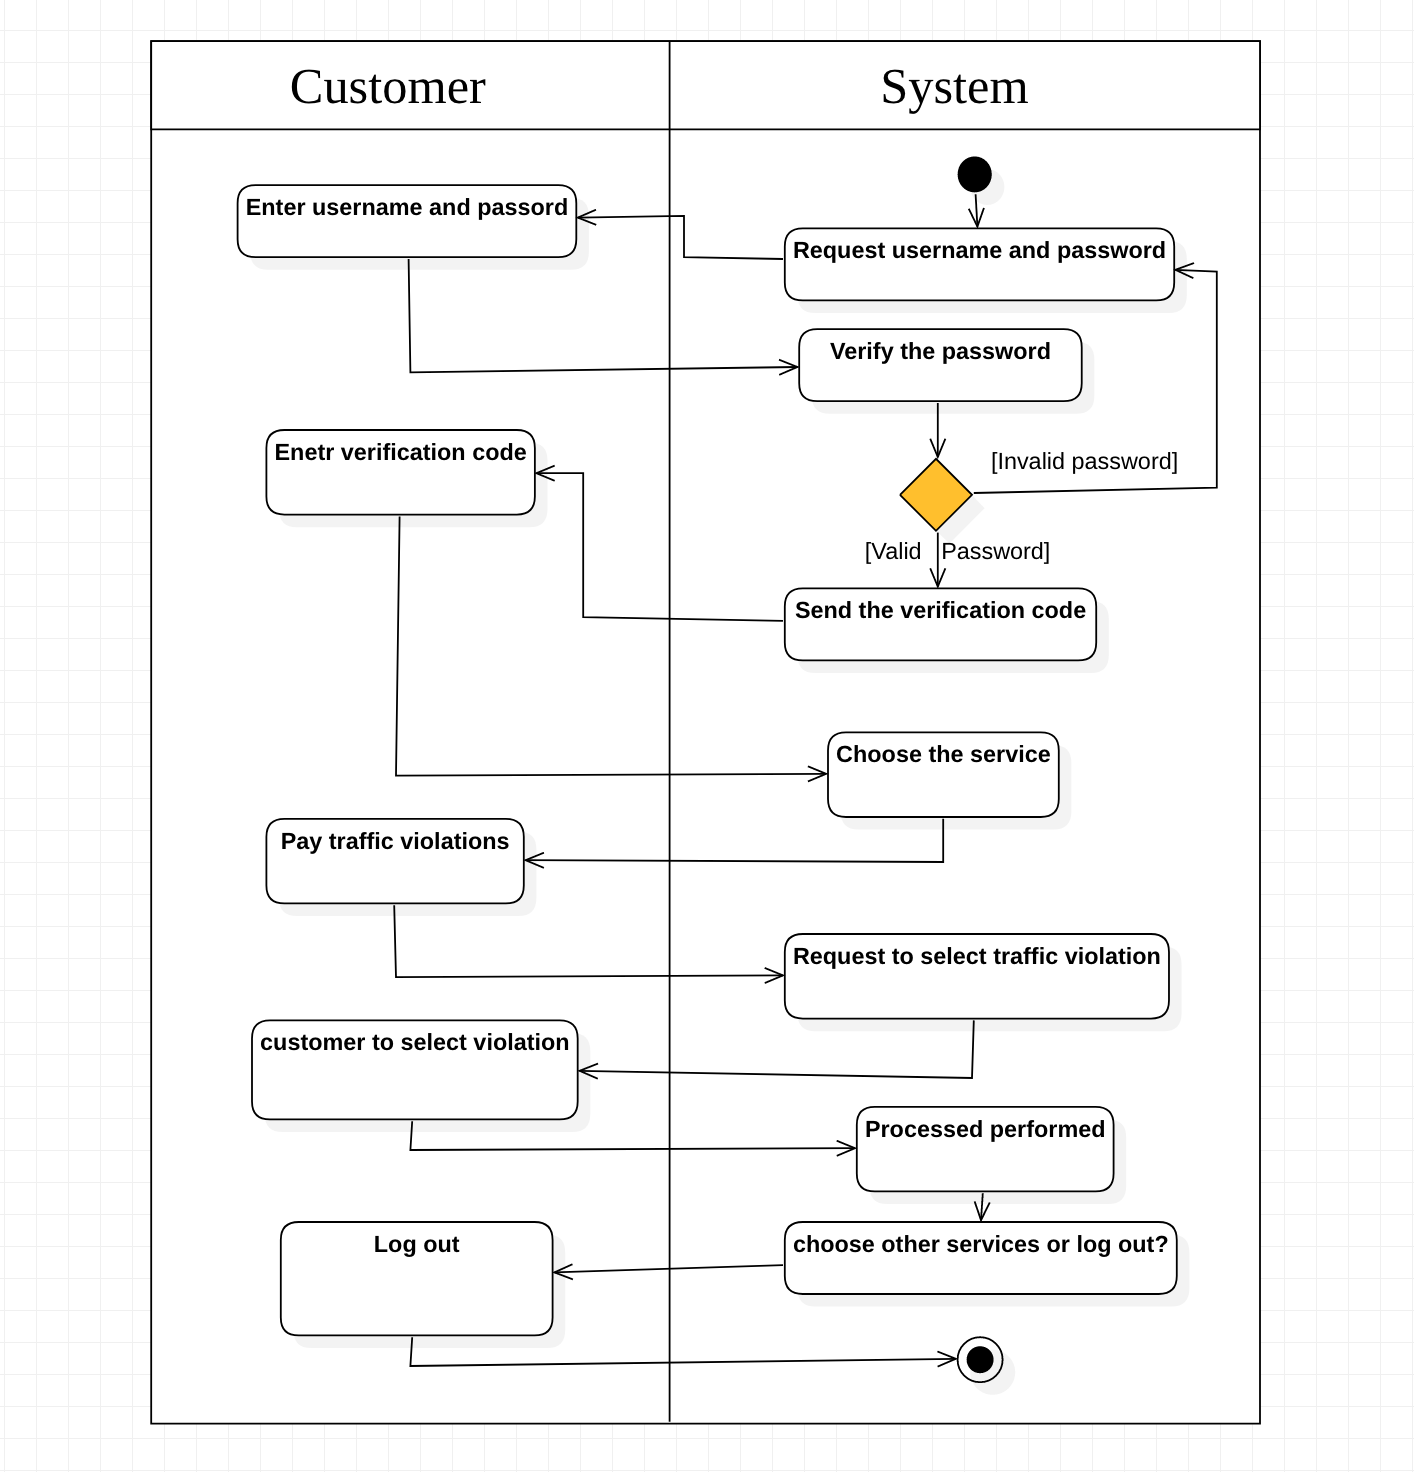 Customer
System
Enter username and passord
Request username and password
Verify the password
Enetr verification code
[Invalid password]
[Valid Password]
Send the verification code
Choose the service
Pay traffic violations
Request to select traffic violation
customer to select violation
Processed performed
Log out
choose other services or log out?